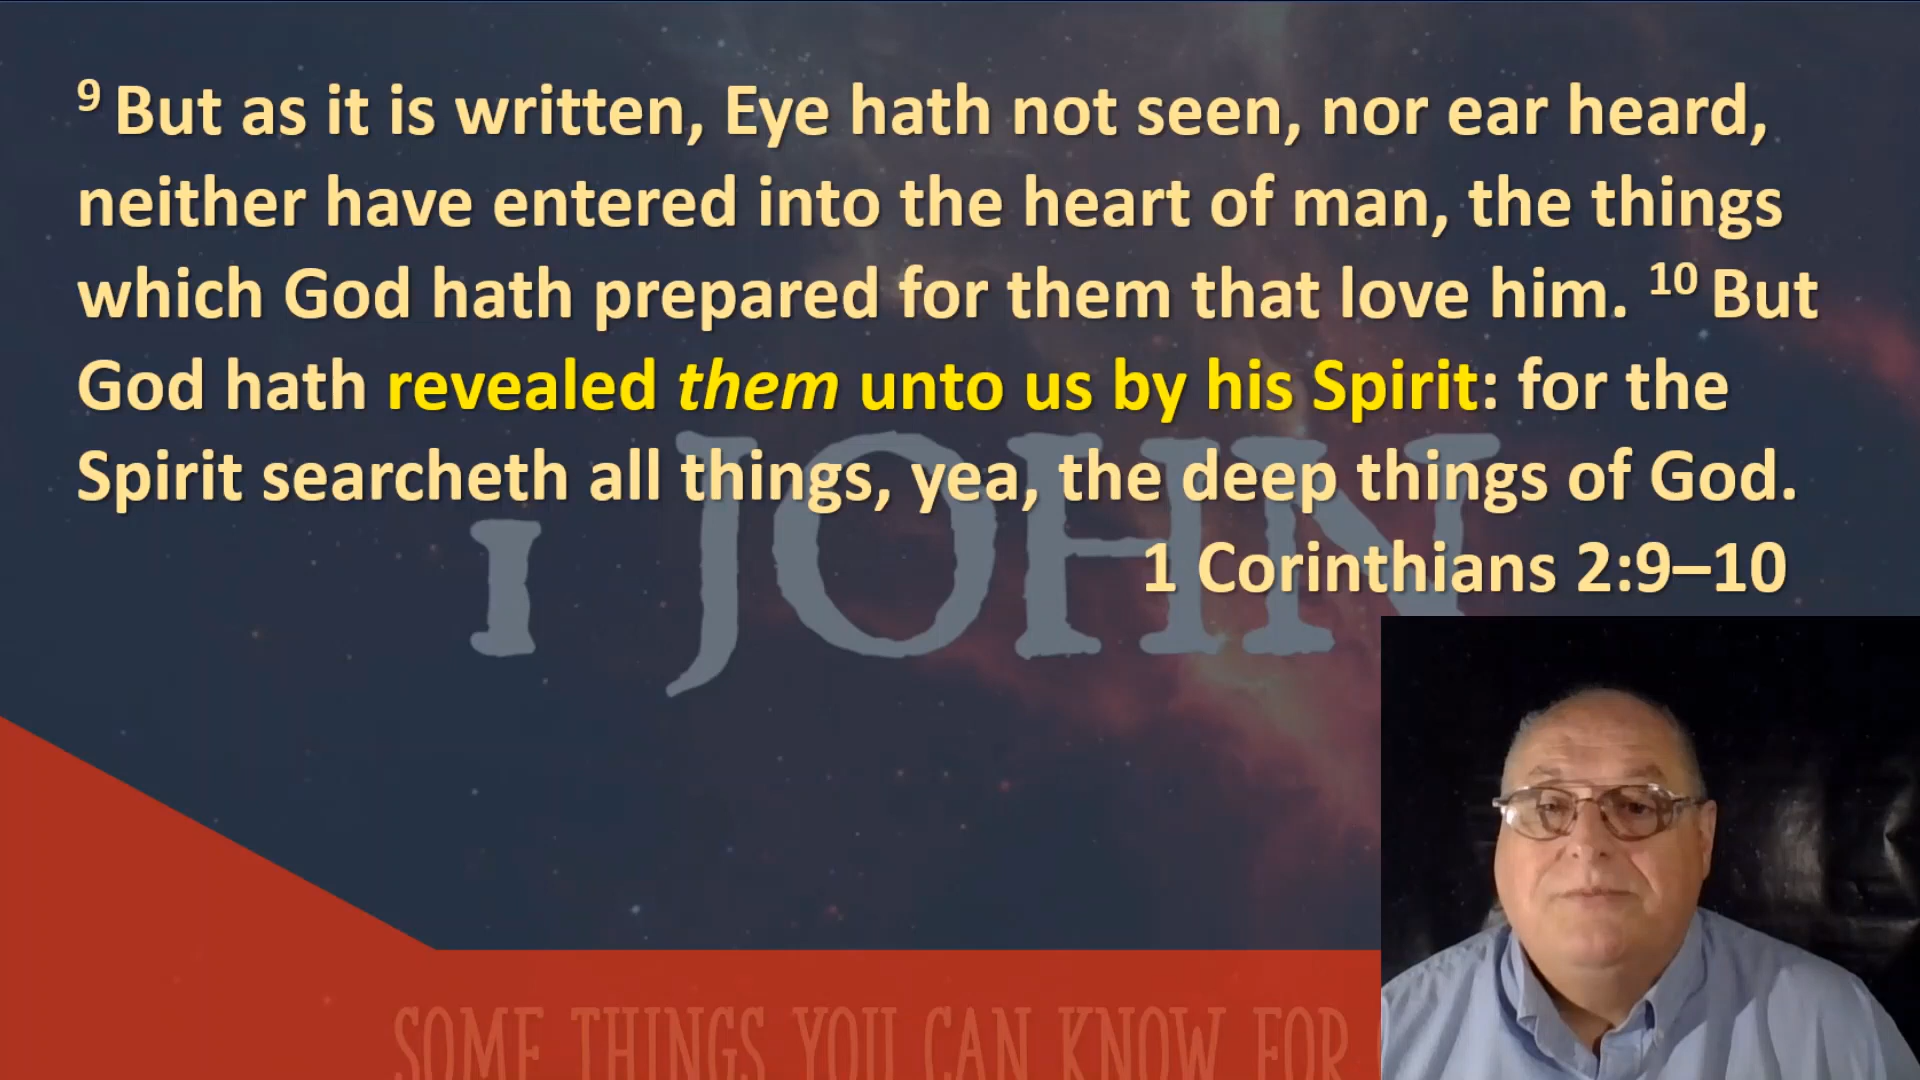 9 But as it is written, Eye hath not seen, nor ear heard,
neither have entered into the heart of man, the things
which God hath prepared for them that love him. 10 But
God hath revealed them unto us by his Spirit: for the
Spirit searcheth all things, yea, the deep things of God.
1 Corinthians 2:9–10
1 JOHN
SOME THINGS YOU CAN KNOW FOR